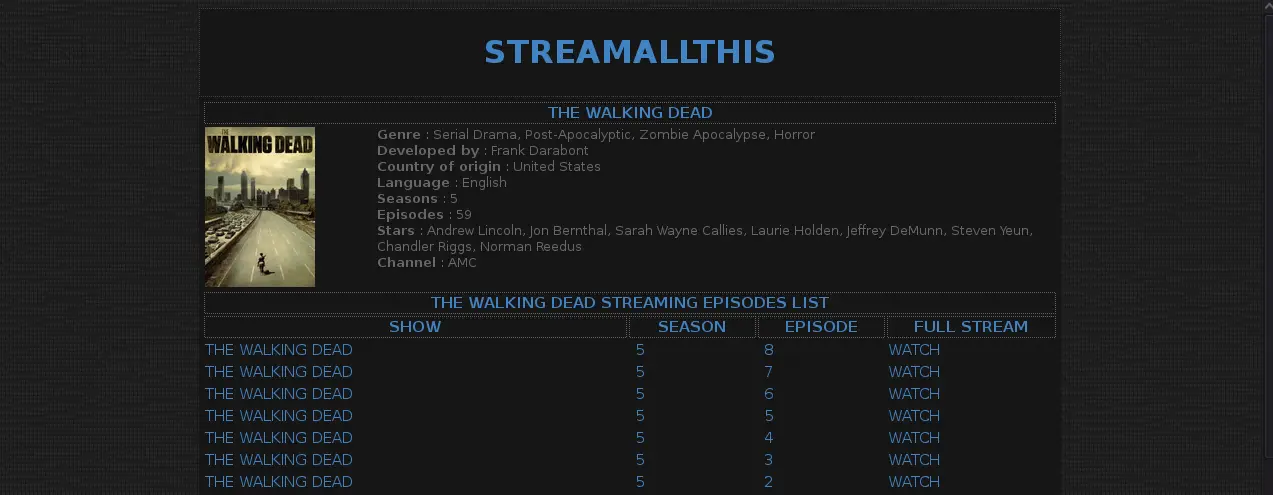 STREAMALLTHIS
THE WALKING DEAD
THE
WALKING DEAD
Genre : Serial Drama, Post-Apocalyptic, Zombie Apocalypse, Horror
Developed by : Frank Darabont
Country of origin : United States
Language : English
Seasons : 5
Episodes : 59
Stars : Andrew Lincoln, Jon Bernthal, Sarah Wayne Callies, Laurie Holden, Jeffrey DeMunn, Steven Yeun,
Chandler Riggs, Norman Reedus
Channel : AMC
THE WALKING DEAD STREAMING EPISODES LIST
SHOW SEASON EPISODE FULL STREAM
THE WALKING DEAD 5 8 WATCH
THE WALKING DEAD 5 7 WATCH
THE WALKING DEAD 5 6 WATCH
THE WALKING DEAD 5 5 WATCH
THE WALKING DEAD 5 4 WATCH
THE WALKING DEAD 5 3 WATCH
THE WALKING DEAD 5 2 WATCH